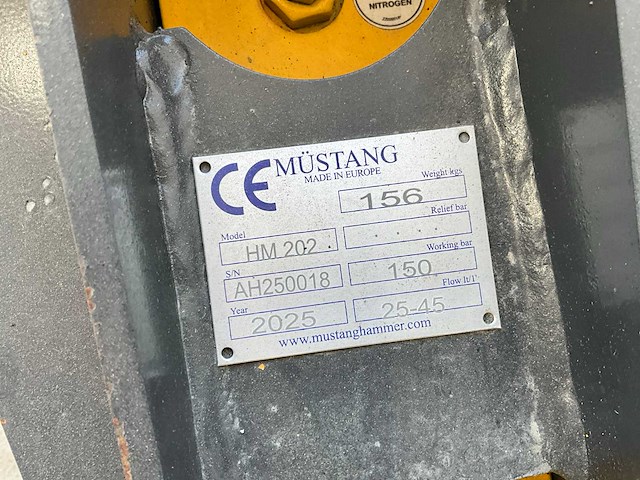 NITROGEN
CE MÜSTANG
MADE IN EUROPE
Weight kgs
156
Model
HM 202
Relief bar
. . . .
S/N
AH250018
Working bar
150
Year
2025
Flow lt/1'
25-45
www.mustanghammer.com